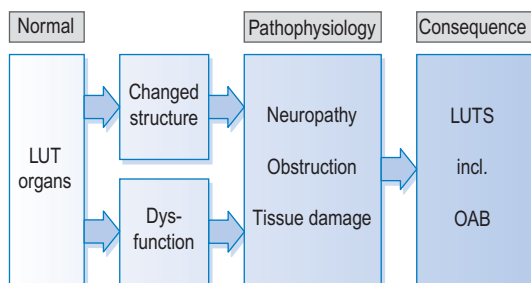 Normal
Pathophysiology
Consequence
LUT
organs
Changed
structure
Dys-
function
Neuropathy
Obstruction
Tissue damage
LUTS
incl.
OAB